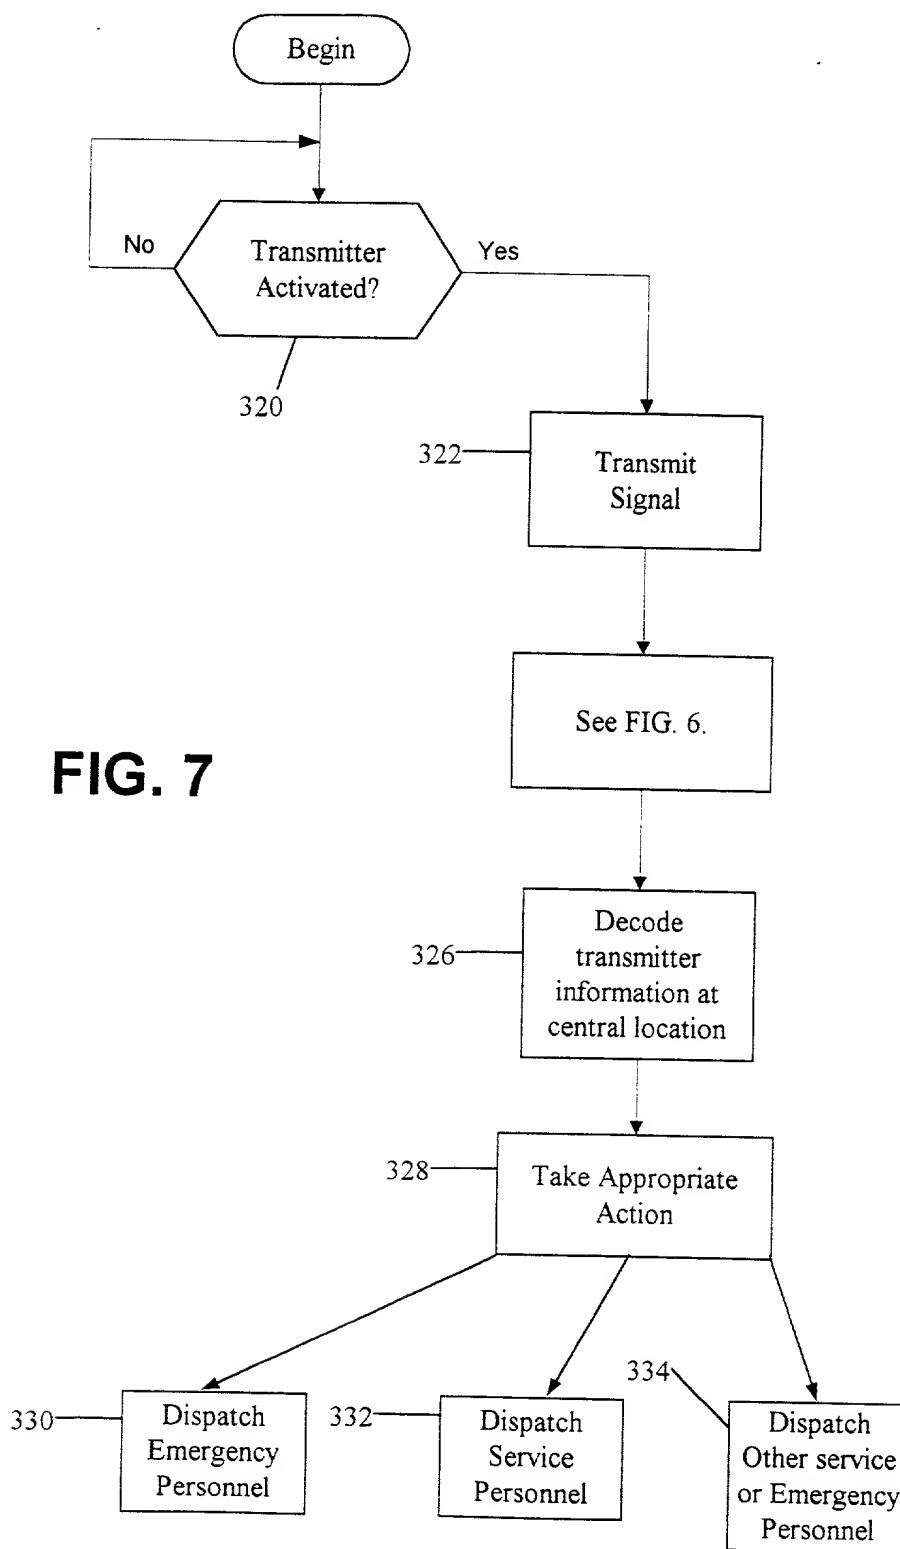 Begin
No
Transmitter
Activated?
Yes
320
322
Transmit
Signal
See FIG. 6.
FIG. 7
326
Decode
transmitter
information at
central location
328
Take Appropriate
Action
330
Dispatch
Emergency
Personnel
332
Dispatch
Service
Personnel
334
Dispatch
Other service
or Emergency
Personnel